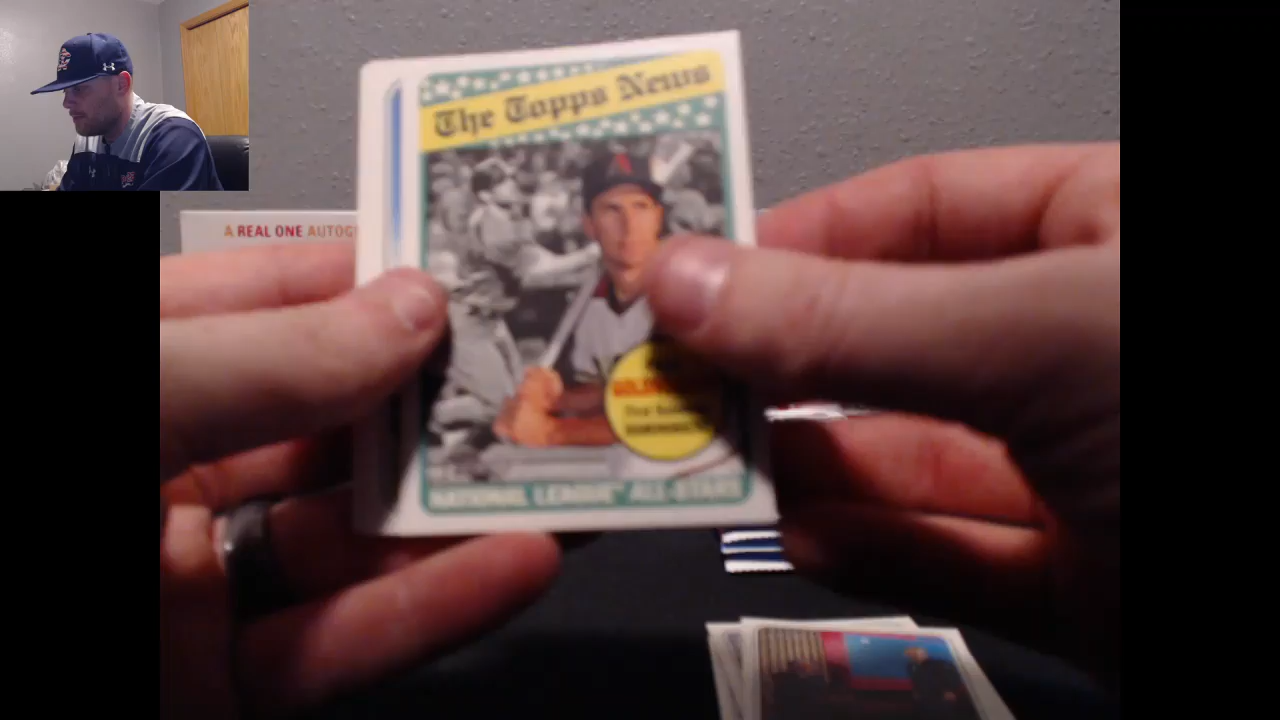 The Topps News
A REAL ONE AUTOG
NATIONAL LEAGUE ALL-STARS